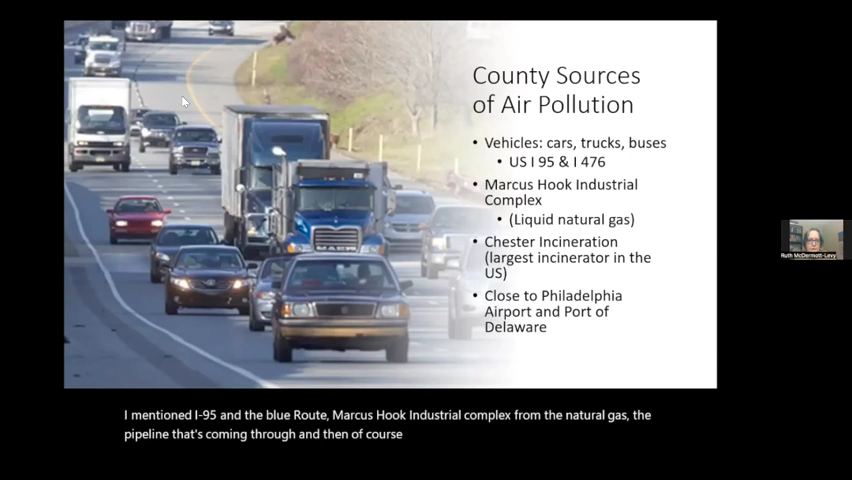 County Sources
of Air Pollution
• Vehicles: cars, trucks, buses
• US I 95 & I 476
• Marcus Hook Industrial
Complex
• (Liquid natural gas)
• Chester Incineration
(largest incinerator in the
US)
• Close to Philadelphia
Airport and Port of
Delaware
Ruth McDermott-Levy
I mentioned I-95 and the blue Route, Marcus Hook Industrial complex from the natural gas, the
pipeline that's coming through and then of course